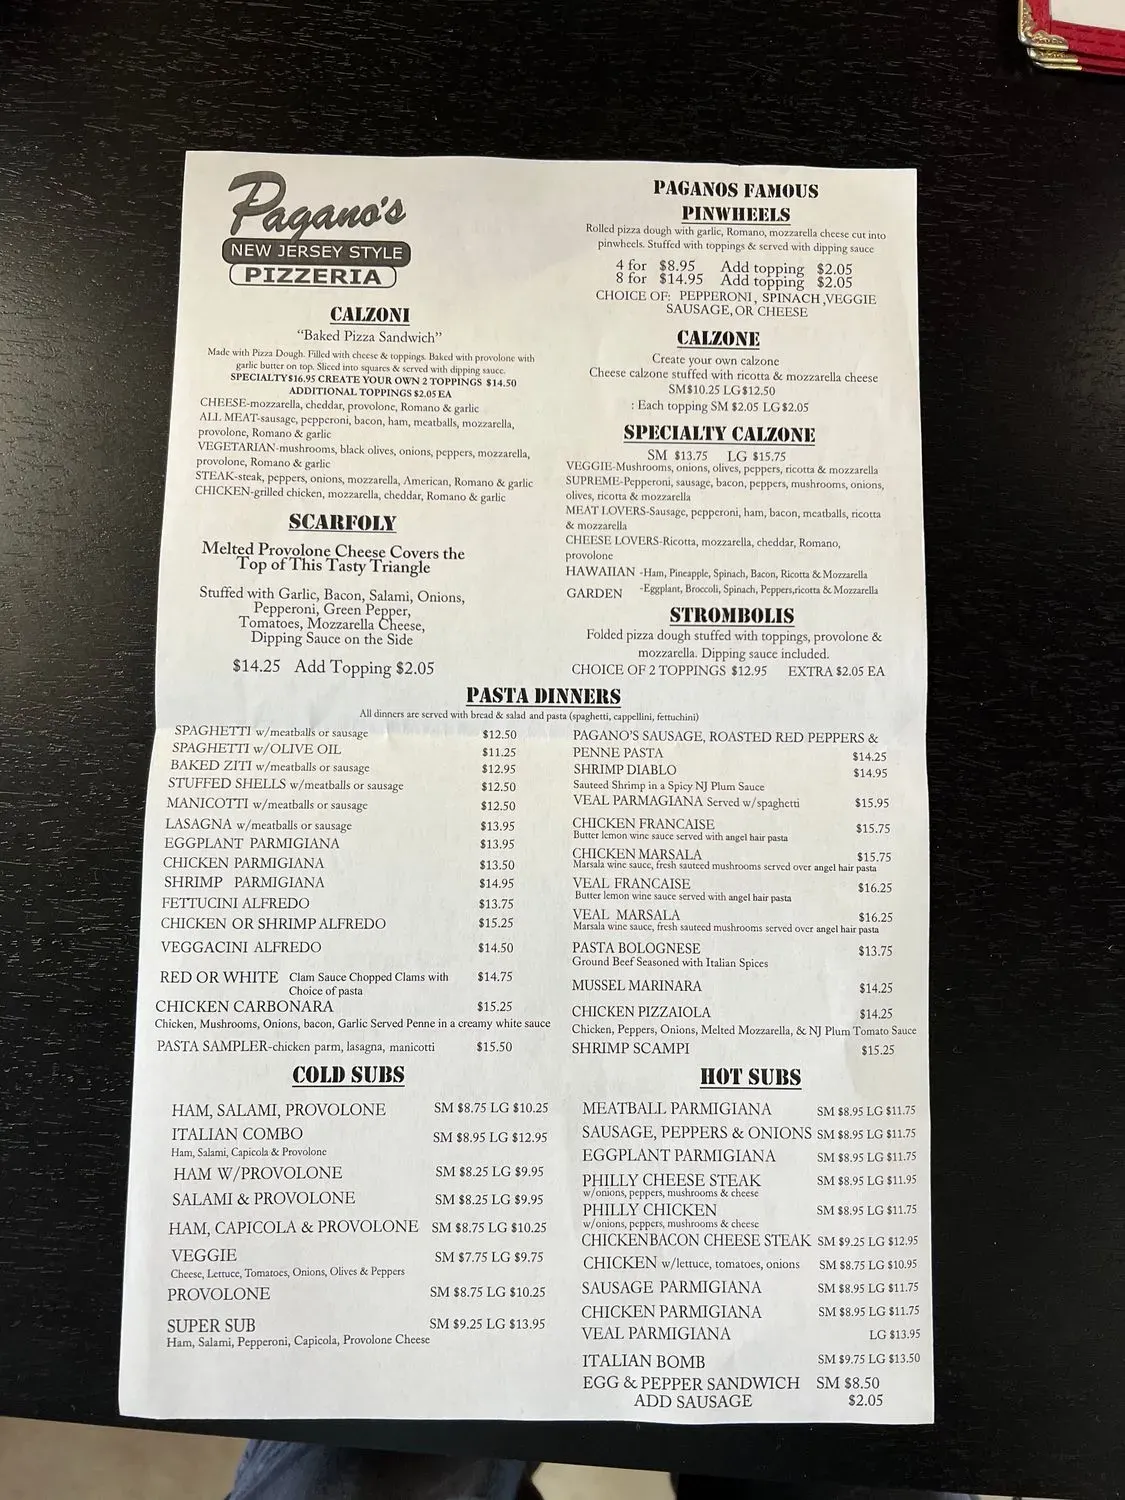 Pagano's
NEW JERSEY STYLE
PIZZERIA
CALZONI
"Baked Pizza Sandwich"
Made with Pizza Dough. Filled with cheese & toppings. Baked with provolone with
garlic butter on top. Sliced into squares & served with dipping sauce.
SPECIALTY$16.95 CREATE YOUR OWN 2 TOPPINGS $14.50
ADDITIONAL TOPPINGS $2.05 EA
CHEESE-mozzarella, cheddar, provolone, Romano & garlic
ALL MEAT-sausage, pepperoni, bacon, ham, meatballs, mozzarella,
provolone, Romano & garlic
VEGETARIAN-mushrooms, black olives, onions, peppers, mozzarella,
provolone, Romano & garlic
STEAK-steak, peppers, onions, mozzarella, American, Romano & garlic
CHICKEN-grilled chicken, mozzarella, cheddar, Romano & garlic
SCARFOLY
Melted Provolone Cheese Covers the
Top of This Tasty Triangle
Stuffed with Garlic, Bacon, Salami, Onions,
Pepperoni, Green Pepper,
Tomatoes, Mozzarella Cheese,
Dipping Sauce on the Side
$14.25 Add Topping $2.05
PAGANOS FAMOUS
PINWHEELS
Rolled pizza dough with garlic, Romano, mozzarella cheese cut into
pinwheels. Stuffed with toppings & served with dipping sauce
4 for $8.95 Add topping $2.05
8 for $14.95 Add topping $2.05
CHOICE OF: PEPPERONI, SPINACH ,VEGGIE
SAUSAGE, OR CHEESE
CALZONE
Create your own calzone
Cheese calzone stuffed with ricotta & mozzarella cheese
SM$10.25 LG$12.50
: Each topping SM $2.05 LG$2.05
SPECIALTY CALZONE
SM $13.75 LG $15.75
VEGGIE-Mushrooms, onions, olives, peppers, ricotta & mozzarella
SUPREME-Pepperoni, sausage, bacon, peppers, mushrooms, onions,
olives, ricotta & mozzarella
MEAT LOVERS-Sausage, pepperoni, ham, bacon, meatballs, ricotta
& mozzarella
CHEESE LOVERS-Ricotta, mozzarella, cheddar, Romano,
provolone
HAWAIIAN -Ham, Pineapple, Spinach, Bacon, Ricotta & Mozzarella
GARDEN -Eggplant, Broccoli, Spinach, Peppers,ricotta & Mozzarella
STROMBOLIS
Folded pizza dough stuffed with toppings, provolone &
mozzarella. Dipping sauce included.
CHOICE OF 2 TOPPINGS $12.95 EXTRA $2.05 EA
PASTA DINNERS
All dinners are served with bread & salad and pasta (spaghetti, cappellini, fettuchini)
SPAGHETTI w/meatballs or sausage $12.50
SPAGHETTI w/OLIVE OIL $11.25
BAKED ZITI w/meatballs or sausage $12.95
STUFFED SHELLS w/meatballs or sausage $12.50
MANICOTTI w/meatballs or sausage $12.50
LASAGNA w/meatballs or sausage $13.95
EGGPLANT PARMIGIANA $13.95
CHICKEN PARMIGIANA $13.50
SHRIMP PARMIGIANA $14.95
FETTUCINI ALFREDO $13.75
CHICKEN OR SHRIMP ALFREDO $15.25
VEGGACINI ALFREDO $14.50
RED OR WHITE Clam Sauce Chopped Clams with $14.75
Choice of pasta
CHICKEN CARBONARA $15.25
Chicken, Mushrooms, Onions, bacon, Garlic Served Penne in a creamy white sauce
PASTA SAMPLER-chicken parm, lasagna, manicotti $15.50
PAGANO'S SAUSAGE, ROASTED RED PEPPERS &
PENNE PASTA $14.25
SHRIMP DIABLO $14.95
Sauteed Shrimp in a Spicy NJ Plum Sauce
VEAL PARMAGIANA Served w/spaghetti $15.95
CHICKEN FRANCAISE $15.75
Butter lemon wine sauce served with angel hair pasta
CHICKEN MARSALA $15.75
Marsala wine sauce, fresh sauteed mushrooms served over angel hair pasta
VEAL FRANCAISE $16.25
Butter lemon wine sauce served with angel hair pasta
VEAL MARSALA $16.25
Marsala wine sauce, fresh sauteed mushrooms served over angel hair pasta
PASTA BOLOGNESE $13.75
Ground Beef Seasoned with Italian Spices
MUSSEL MARINARA $14.25
CHICKEN PIZZAIOLA $14.25
Chicken, Peppers, Onions, Melted Mozzarella, & NJ Plum Tomato Sauce
SHRIMP SCAMPI $15.25
COLD SUBS
HAM, SALAMI, PROVOLONE SM $8.75 LG $10.25
ITALIAN COMBO SM $8.95 LG $12.95
Ham, Salami, Capicola & Provolone
HAM W/PROVOLONE SM $8.25 LG $9.95
SALAMI & PROVOLONE SM $8.25 LG $9.95
HAM, CAPICOLA & PROVOLONE SM $8.75 LG $10.25
VEGGIE SM $7.75 LG $9.75
Cheese, Lettuce, Tomatoes, Onions, Olives & Peppers
PROVOLONE SM $8.75 LG $10.25
SUPER SUB SM $9.25 LG $13.95
Ham, Salami, Pepperoni, Capicola, Provolone Cheese
HOT SUBS
MEATBALL PARMIGIANA SM $8.95 LG $11.75
SAUSAGE, PEPPERS & ONIONS SM $8.95 LG $11.75
EGGPLANT PARMIGIANA SM $8.95 LG $11.75
PHILLY CHEESE STEAK SM $8.95 LG $11.95
w/onions, peppers, mushrooms & cheese
PHILLY CHICKEN SM $8.95 LG $11.75
w/onions, peppers, mushrooms & cheese
CHICKENBACON CHEESE STEAK SM $9.25 LG $12.95
CHICKEN w/lettuce, tomatoes, onions SM $8.75 LG $10.95
SAUSAGE PARMIGIANA SM $8.95 LG $11.75
CHICKEN PARMIGIANA SM $8.95 LG $11.75
VEAL PARMIGIANA LG $13.95
ITALIAN BOMB SM $9.75 LG $13.50
EGG & PEPPER SANDWICH SM $8.50
ADD SAUSAGE $2.05